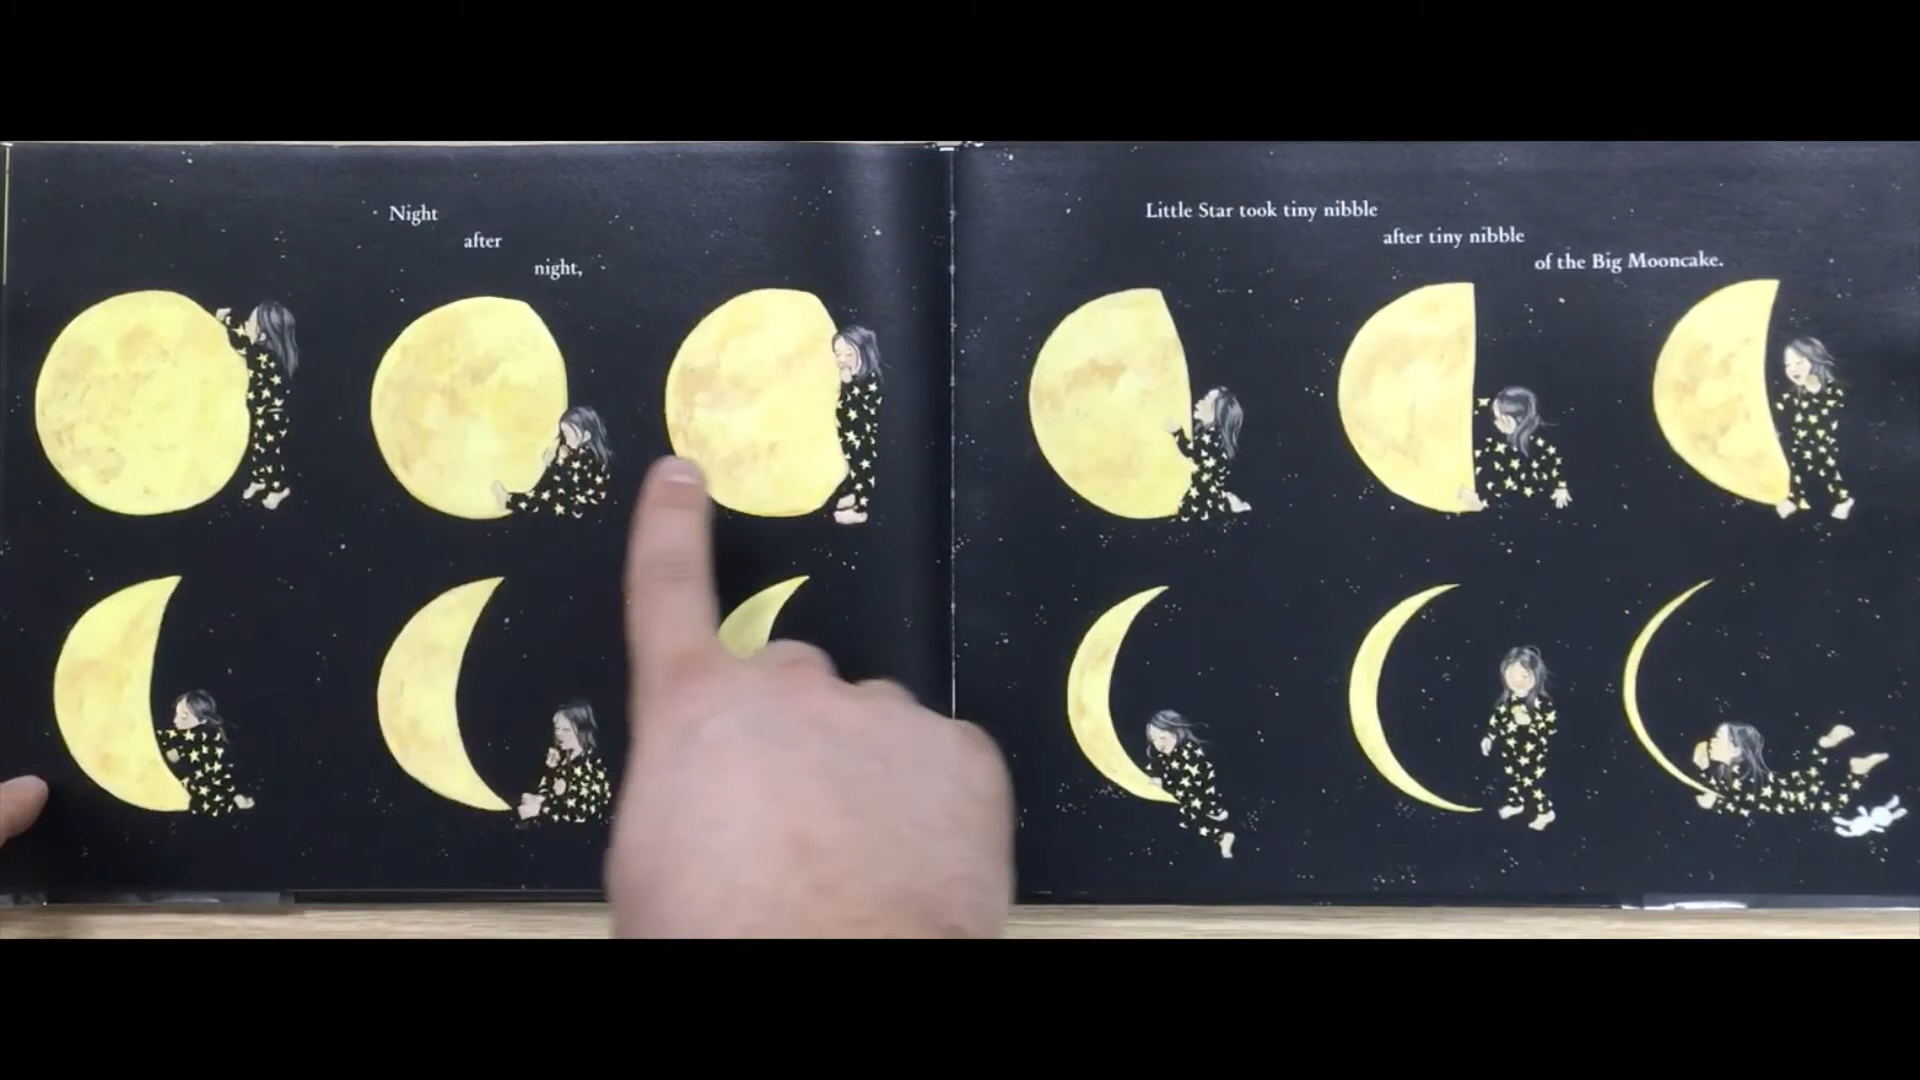 Night
after
night,
Little Star took tiny nibble
after tiny nibble
of the Big Mooncake.